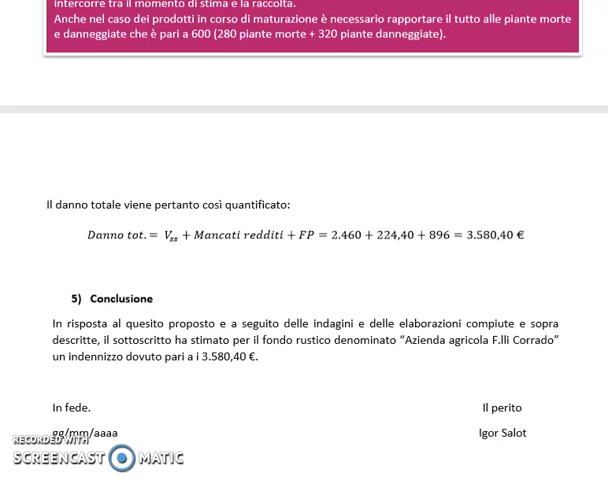 intercorre tra il momento di stima e la raccolta.
Anche nel caso dei prodotti in corso di maturazione è necessario rapportare il tutto alle piante morte
e danneggiate che è pari a 600 (280 piante morte + 320 piante danneggiate).
Il danno totale viene pertanto così quantificato:
Danno tot. = Vss + Mancati redditi + FP = 2.460 + 224,40 + 896 = 3.580,40 €
5) Conclusione
In risposta al quesito proposto e a seguito delle indagini e delle elaborazioni compiute e sopra
descritte, il sottoscritto ha stimato per il fondo rustico denominato “Azienda agricola F.lli Corrado”
un indennizzo dovuto pari a i 3.580,40 €.
In fede. Il perito
gg/mm/aaaa Igor Salot
RECORDED WITH
SCREENCAST MATIC